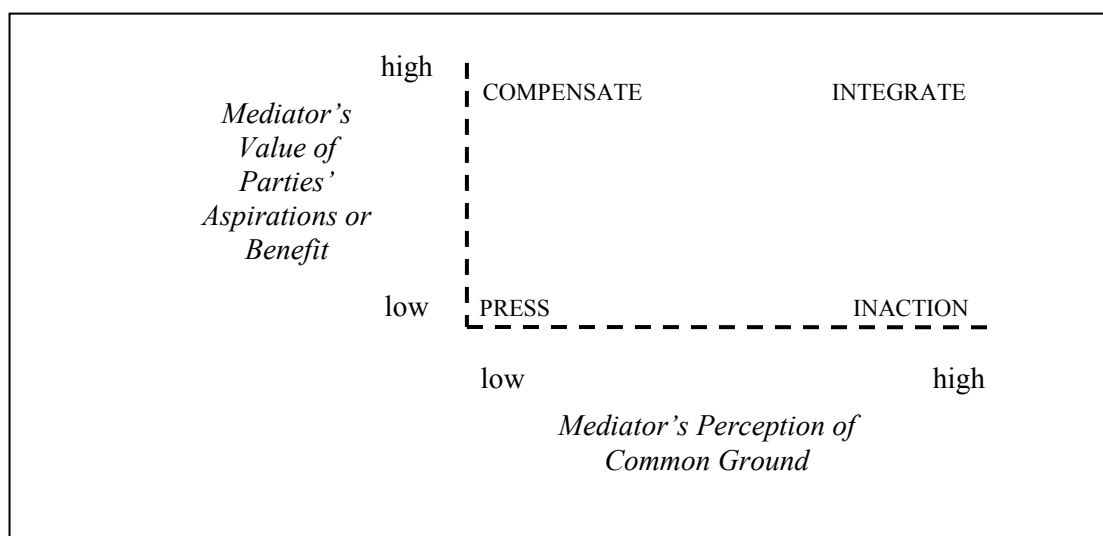 high
COMPENSATE INTEGRATE
Mediator’s
Value of
Parties’
Aspirations or
Benefit
low
PRESS INACTION
low high
Mediator’s Perception of
Common Ground